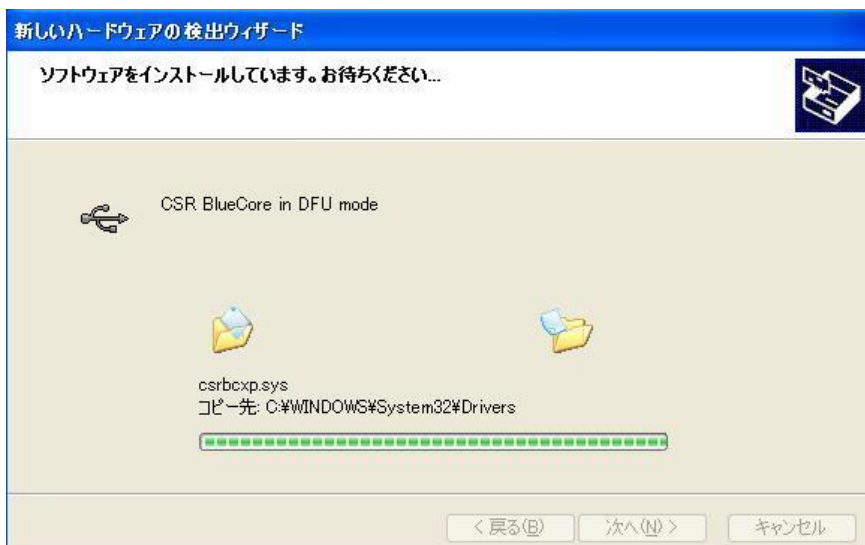 新しいハードウェアの検出ウィザード
ソフトウェアをインストールしています。お待ちください...
CSR BlueCore in DFU mode
csrbcxp.sys
コピー先: C:¥WINDOWS¥System32¥Drivers
< 戻る(B) 次へ(N) > キャンセル